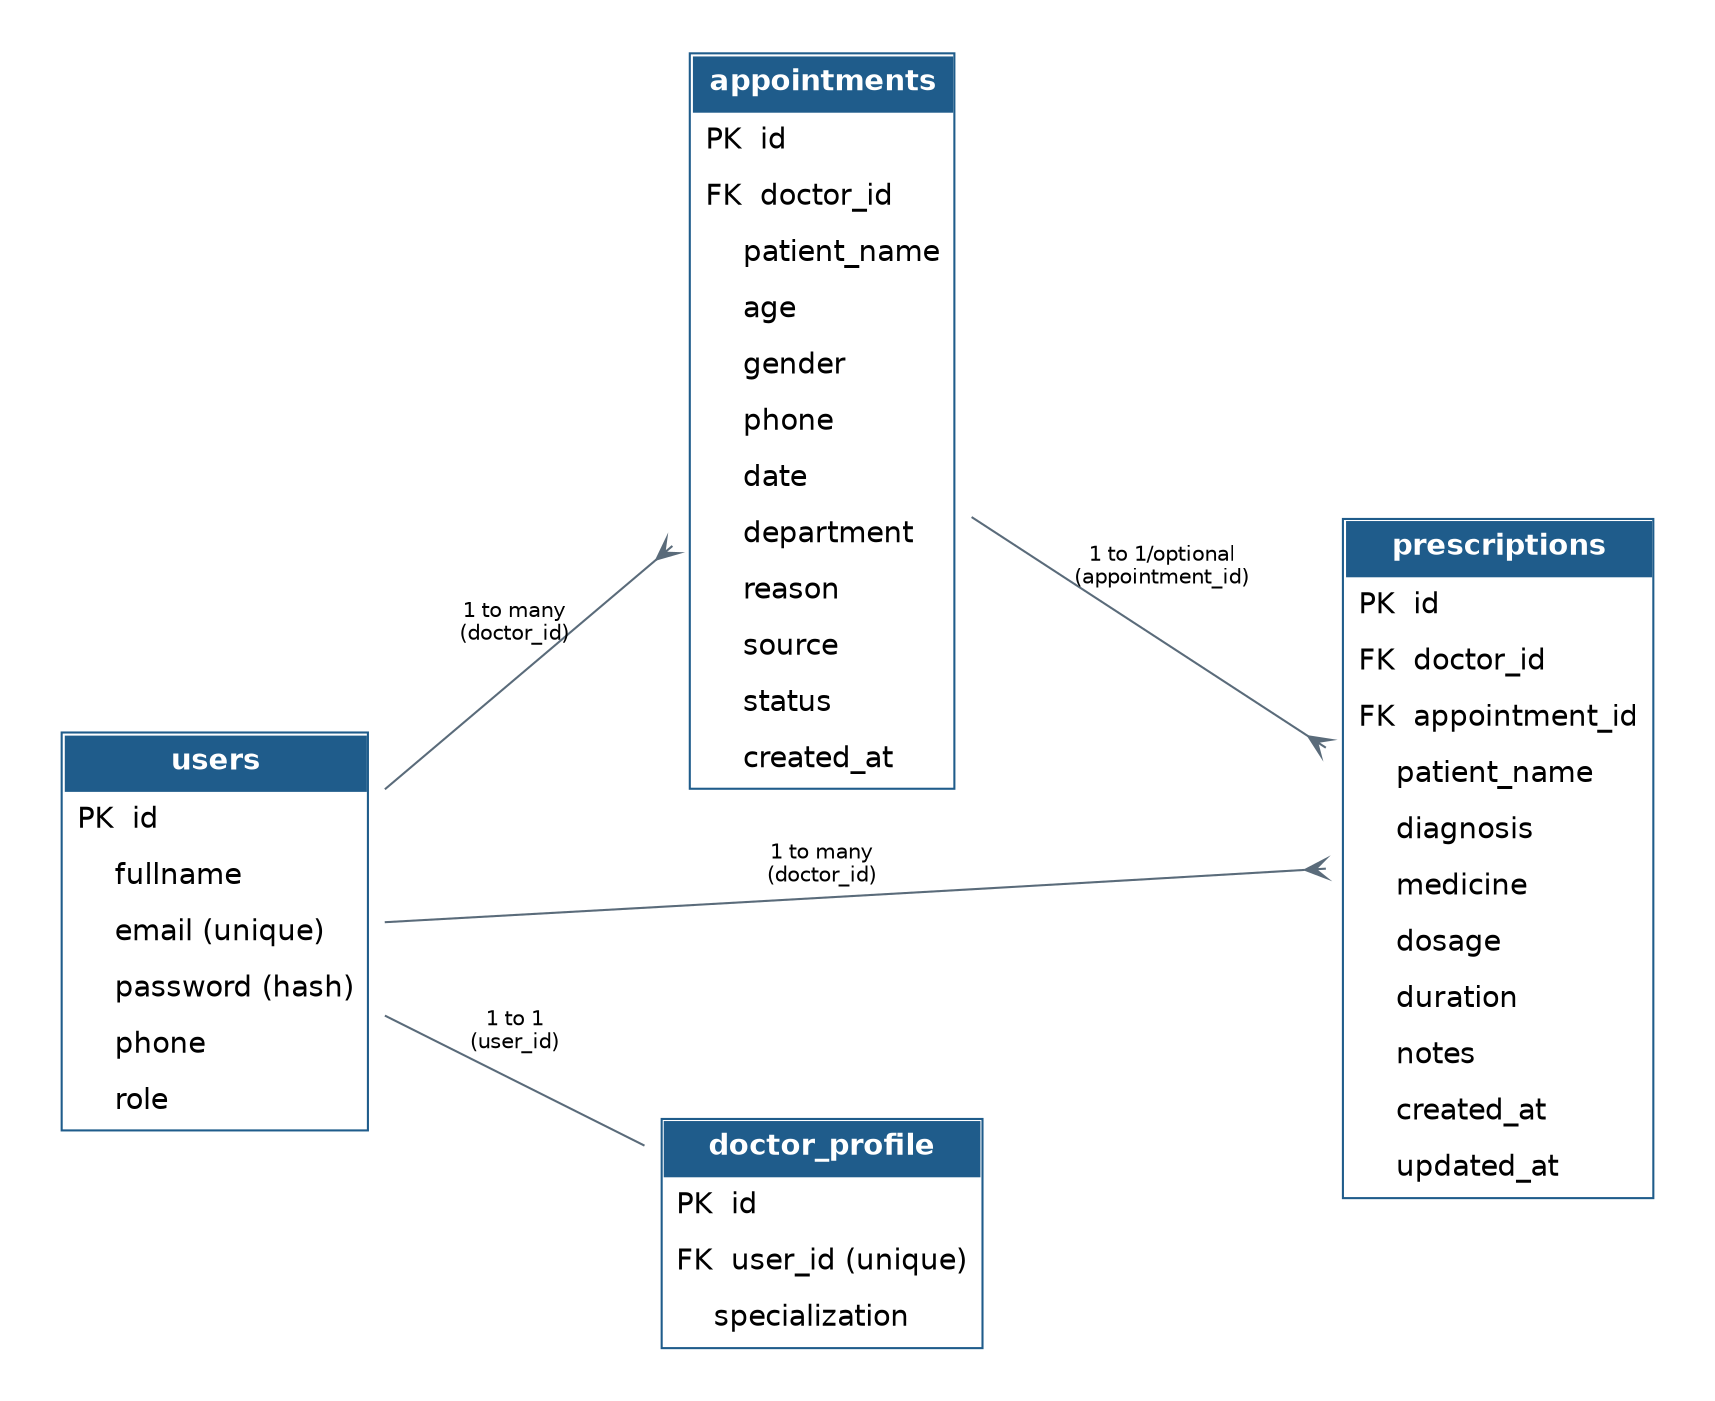 appointments
PK id
FK doctor_id
patient_name
age
gender
phone
date
department
reason
source
status
created_at
1 to many
(doctor_id)
1 to 1/optional
(appointment_id)
prescriptions
PK id
FK doctor_id
FK appointment_id
patient_name
diagnosis
medicine
dosage
duration
notes
created_at
updated_at
users
PK id
fullname
email (unique)
password (hash)
phone
role
1 to many
(doctor_id)
1 to 1
(user_id)
doctor_profile
PK id
FK user_id (unique)
specialization